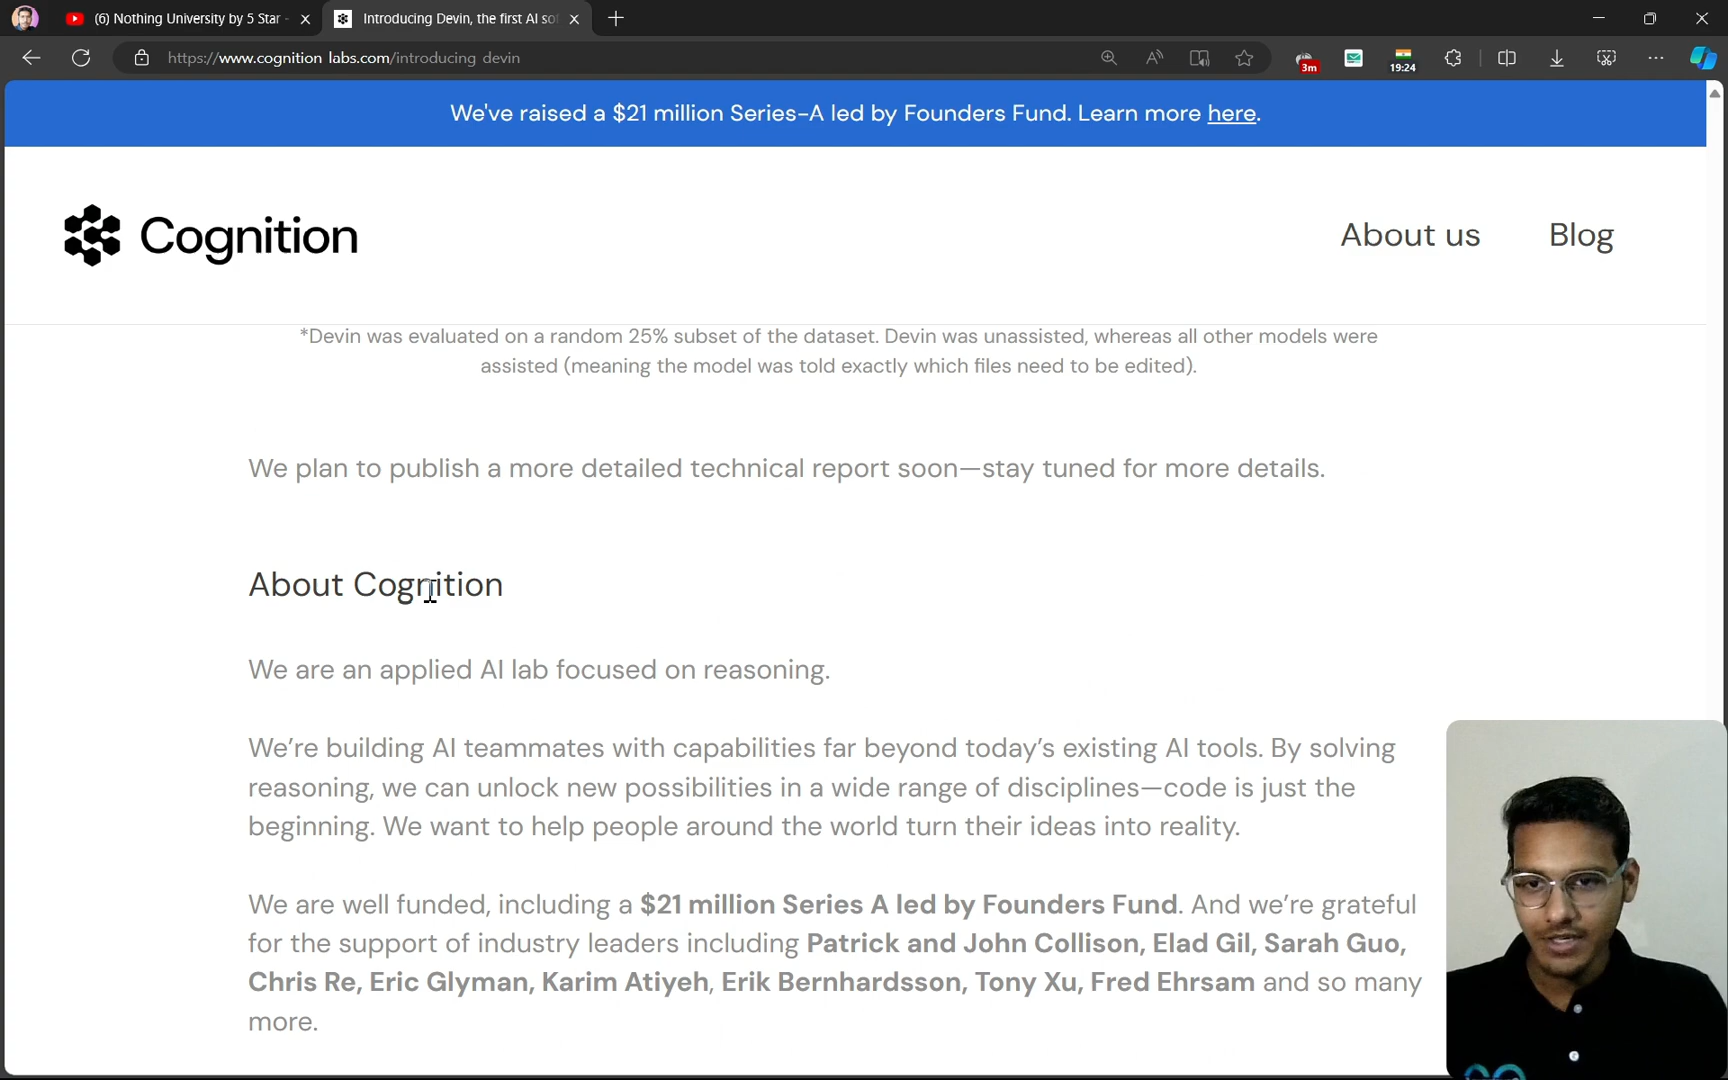 (6) Nothing University by 5 Star -
Introducing Devin, the first AI so
https://www.cognition labs.com/introducing devin
3m
19:24
We've raised a $21 million Series-A led by Founders Fund. Learn more here.
Cognition
About us
Blog
*Devin was evaluated on a random 25% subset of the dataset. Devin was unassisted, whereas all other models were
assisted (meaning the model was told exactly which files need to be edited).
We plan to publish a more detailed technical report soon—stay tuned for more details.
About Cognition
We are an applied AI lab focused on reasoning.
We’re building AI teammates with capabilities far beyond today’s existing AI tools. By solving
reasoning, we can unlock new possibilities in a wide range of disciplines—code is just the
beginning. We want to help people around the world turn their ideas into reality.
We are well funded, including a $21 million Series A led by Founders Fund. And we’re grateful
for the support of industry leaders including Patrick and John Collison, Elad Gil, Sarah Guo,
Chris Re, Eric Glyman, Karim Atiyeh, Erik Bernhardsson, Tony Xu, Fred Ehrsam and so many
more.